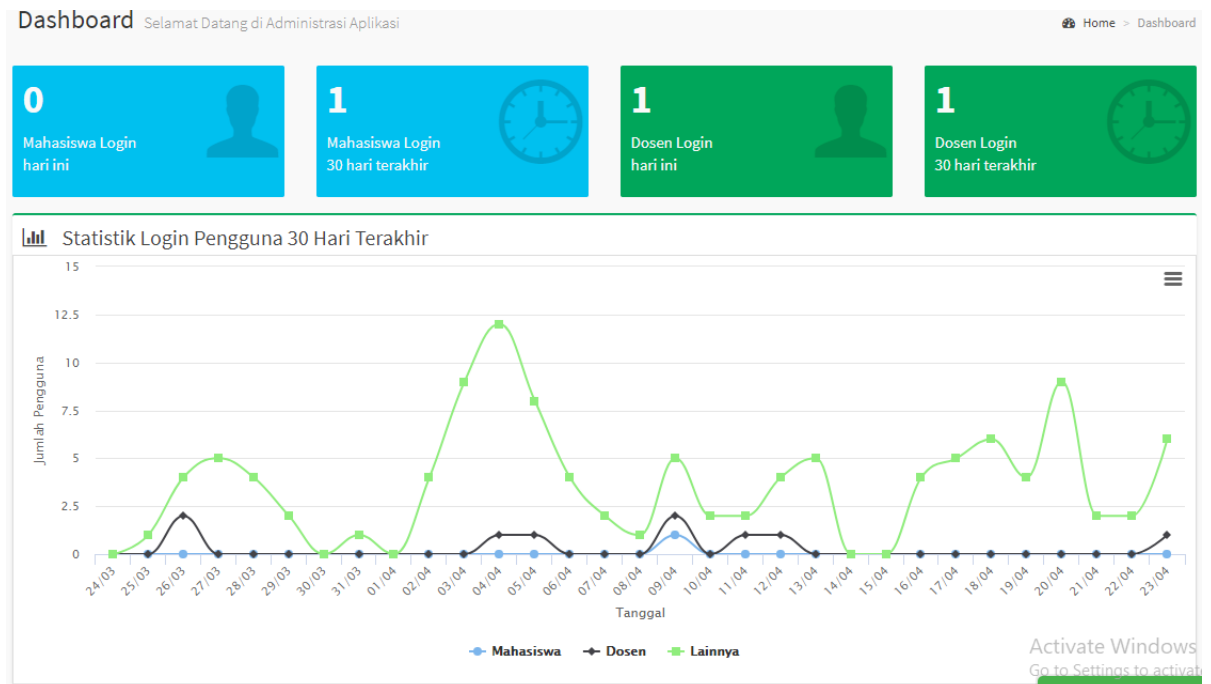 Dashboard Selamat Datang di Administrasi Aplikasi
Home > Dashboard
0
Mahasiswa Login
hari ini
1
Mahasiswa Login
30 hari terakhir
1
Dosen Login
hari ini
1
Dosen Login
30 hari terakhir
Statistik Login Pengguna 30 Hari Terakhir
15
12.5
10
7.5
5
2.5
0
Jumlah Pengguna
24/03
25/03
26/03
27/03
28/03
29/03
30/03
31/03
01/04
02/04
03/04
04/04
05/04
06/04
07/04
08/04
09/04
10/04
11/04
12/04
13/04
14/04
15/04
16/04
17/04
18/04
19/04
20/04
21/04
22/04
23/04
Tanggal
Mahasiswa Dosen Lainnya
Activate Windows
Go to Settings to activat